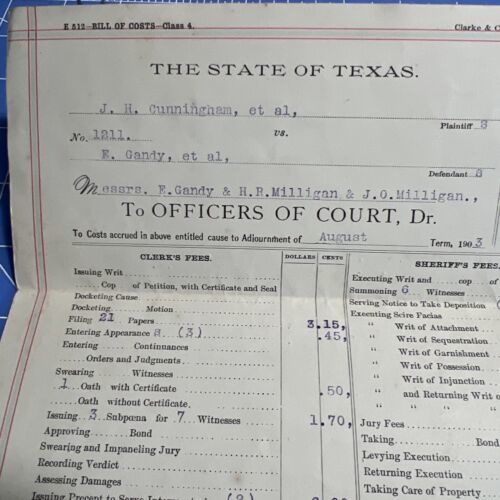 E 512—BILL OF COSTS—Class 4.
Clarke & C
THE STATE OF TEXAS.
J. H. Cunningham, et al,
Plaintiff s
No. 1211.
vs.
E. Gandy, et al,
Defendant s
Messrs. E.Gandy & H.R.Milligan & J.O.Milligan.,
To OFFICERS OF COURT, Dr.
To Costs accrued in above entitled cause to Adjournment of August Term, 1903
CLERK'S FEES.
DOLLARS CENTS
Issuing Writ
Cop of Petition, with Certificate and Seal
Docketing Cause
Docketing Motion
Filing 21 Papers 3.15,
Entering Appearance s. (3) .45,
Entering Continuances
Orders and Judgments
Swearing Witnesses
1 Oath with Certificate .50,
Oath without Certificate
Issuing 3 Subpœna for 7 Witnesses 1.70,
Approving Bond
Swearing and Impaneling Jury
Recording Verdict
Assessing Damages
SHERIFF'S FEES.
Executing Writ and cop of
Summoning 6 Witnesses
Serving Notice to Take Deposition
Executing Scire Facias
" Writ of Attachment
" Writ of Sequestration
" Writ of Garnishment
" Writ of Possession
" Writ of Injunction
" and Returning Writ o
" " "
Jury Fees
Taking Bond
Levying Execution
Returning Execution
Taking Care of Property